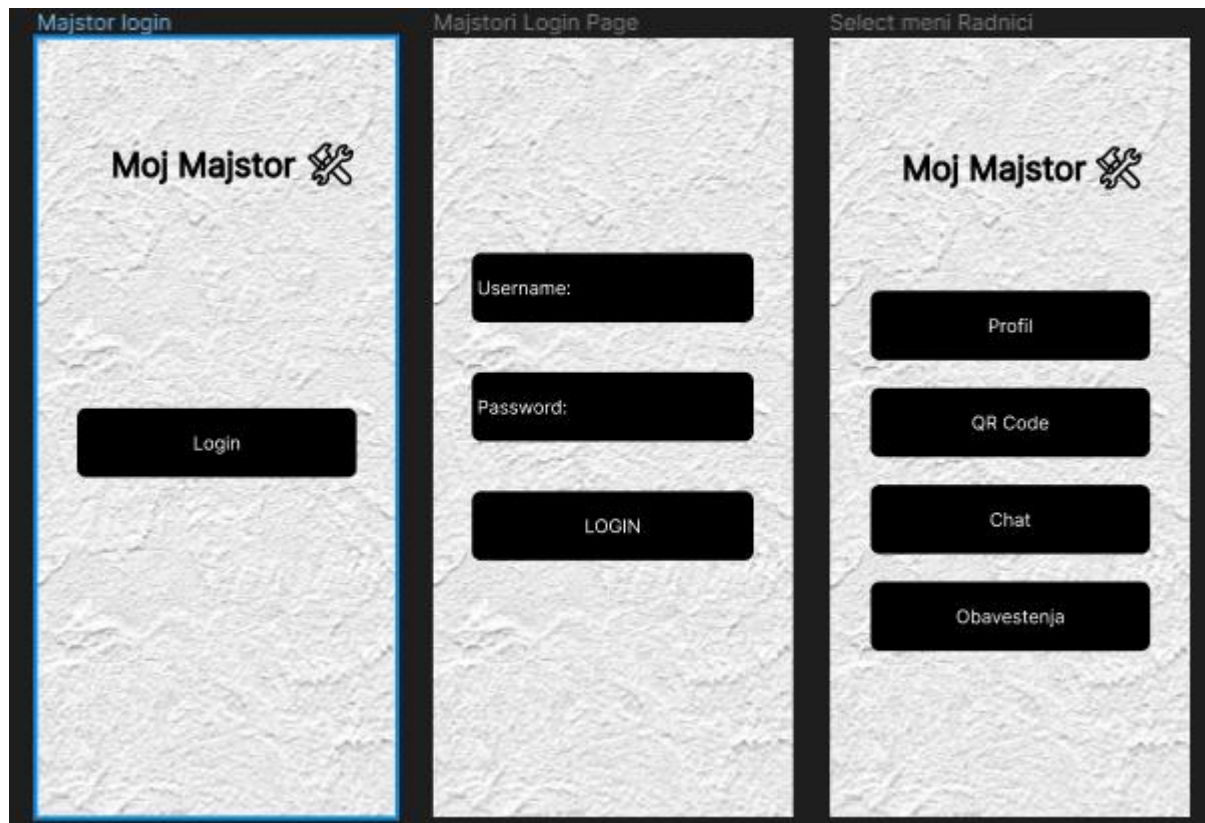 Majstor login
Moj Majstor
Login
Majstori Login Page
Username:
Password:
LOGIN
Select meni Radnici
Moj Majstor
Profil
QR Code
Chat
Obavestenja